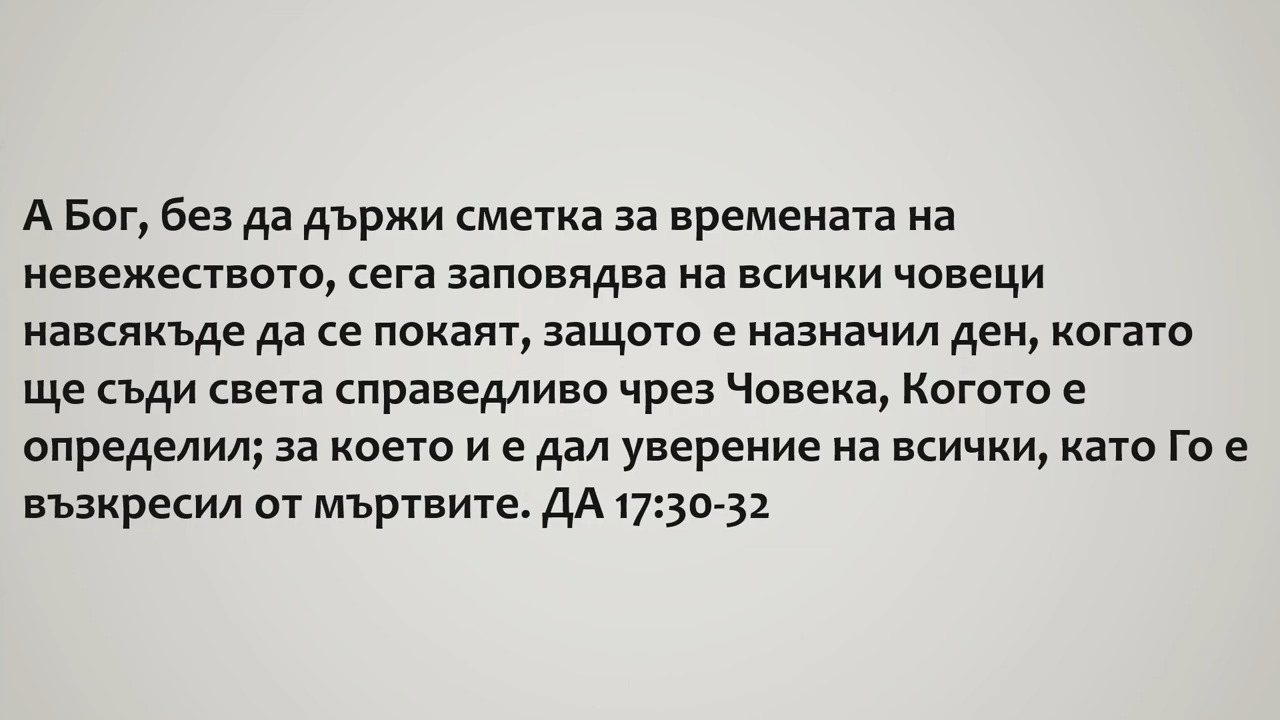 А Бог, без да държи сметка за времената на
невежеството, сега заповядва на всички човеци
навсякъде да се покаят, защото е назначил ден, когато
ще съди света справедливо чрез Човека, Когото е
определил; за което и е дал уверение на всички, като Го е
възкресил от мъртвите. ДА 17:30-32